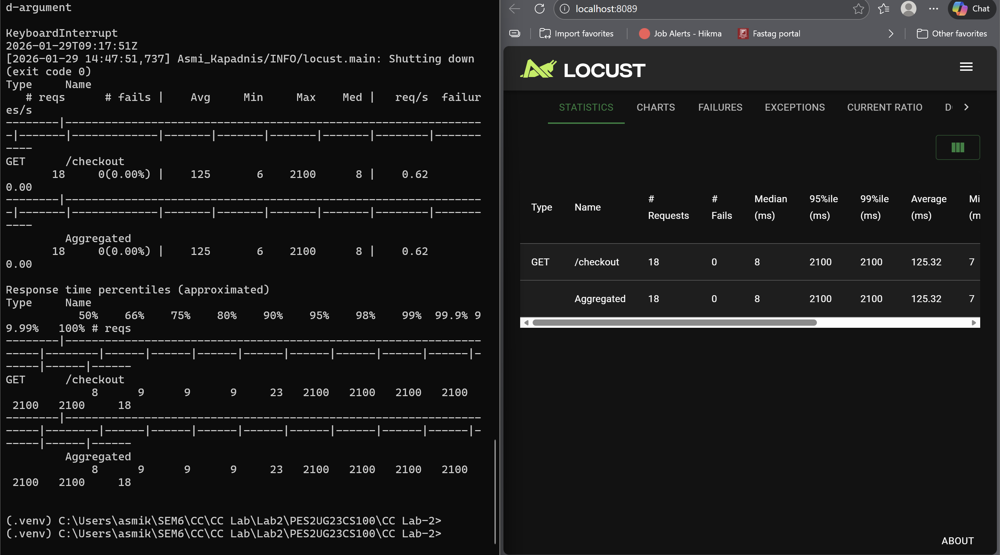 d-argument

KeyboardInterrupt
2026-01-29T09:17:51Z
[2026-01-29 14:47:51,737] Asmi_Kapadnis/INFO/locust.main: Shutting down
(exit code 0)
Type     Name
   # reqs      # fails |    Avg     Min     Max    Med |   req/s  failur
es/s
--------|---------------------------------------------------------------
-|-------|-------------|-------|-------|-------|-------|--------|-------
----
GET      /checkout
       18     0(0.00%) |    125       6    2100      8 |    0.62
0.00
--------|---------------------------------------------------------------
-|-------|-------------|-------|-------|-------|-------|--------|-------
----
         Aggregated
       18     0(0.00%) |    125       6    2100      8 |    0.62
0.00

Response time percentiles (approximated)
Type     Name
           50%    66%    75%    80%    90%    95%    98%    99%  99.9% 9
9.99%   100% # reqs
--------|---------------------------------------------------------------
-----|--------|------|------|------|------|------|------|------|------|-
-----|------|------
GET      /checkout
             8      9      9      9     23   2100   2100   2100   2100
 2100   2100     18
--------|---------------------------------------------------------------
-----|--------|------|------|------|------|------|------|------|------|-
-----|------|------
         Aggregated
             8      9      9      9     23   2100   2100   2100   2100
 2100   2100     18

(.venv) C:\Users\asmik\SEM6\CC\CC Lab\Lab2\PES2UG23CS100\CC Lab-2>
(.venv) C:\Users\asmik\SEM6\CC\CC Lab\Lab2\PES2UG23CS100\CC Lab-2>
localhost:8089 Chat
Import favorites Job Alerts - Hikma Fastag portal Other favorites
LOCUST
STATISTICS CHARTS FAILURES EXCEPTIONS CURRENT RATIO
Type Name # Requests # Fails Median (ms) 95%ile (ms) 99%ile (ms) Average (ms)
GET /checkout 18 0 8 2100 2100 125.32 7
Aggregated 18 0 8 2100 2100 125.32 7
ABOUT